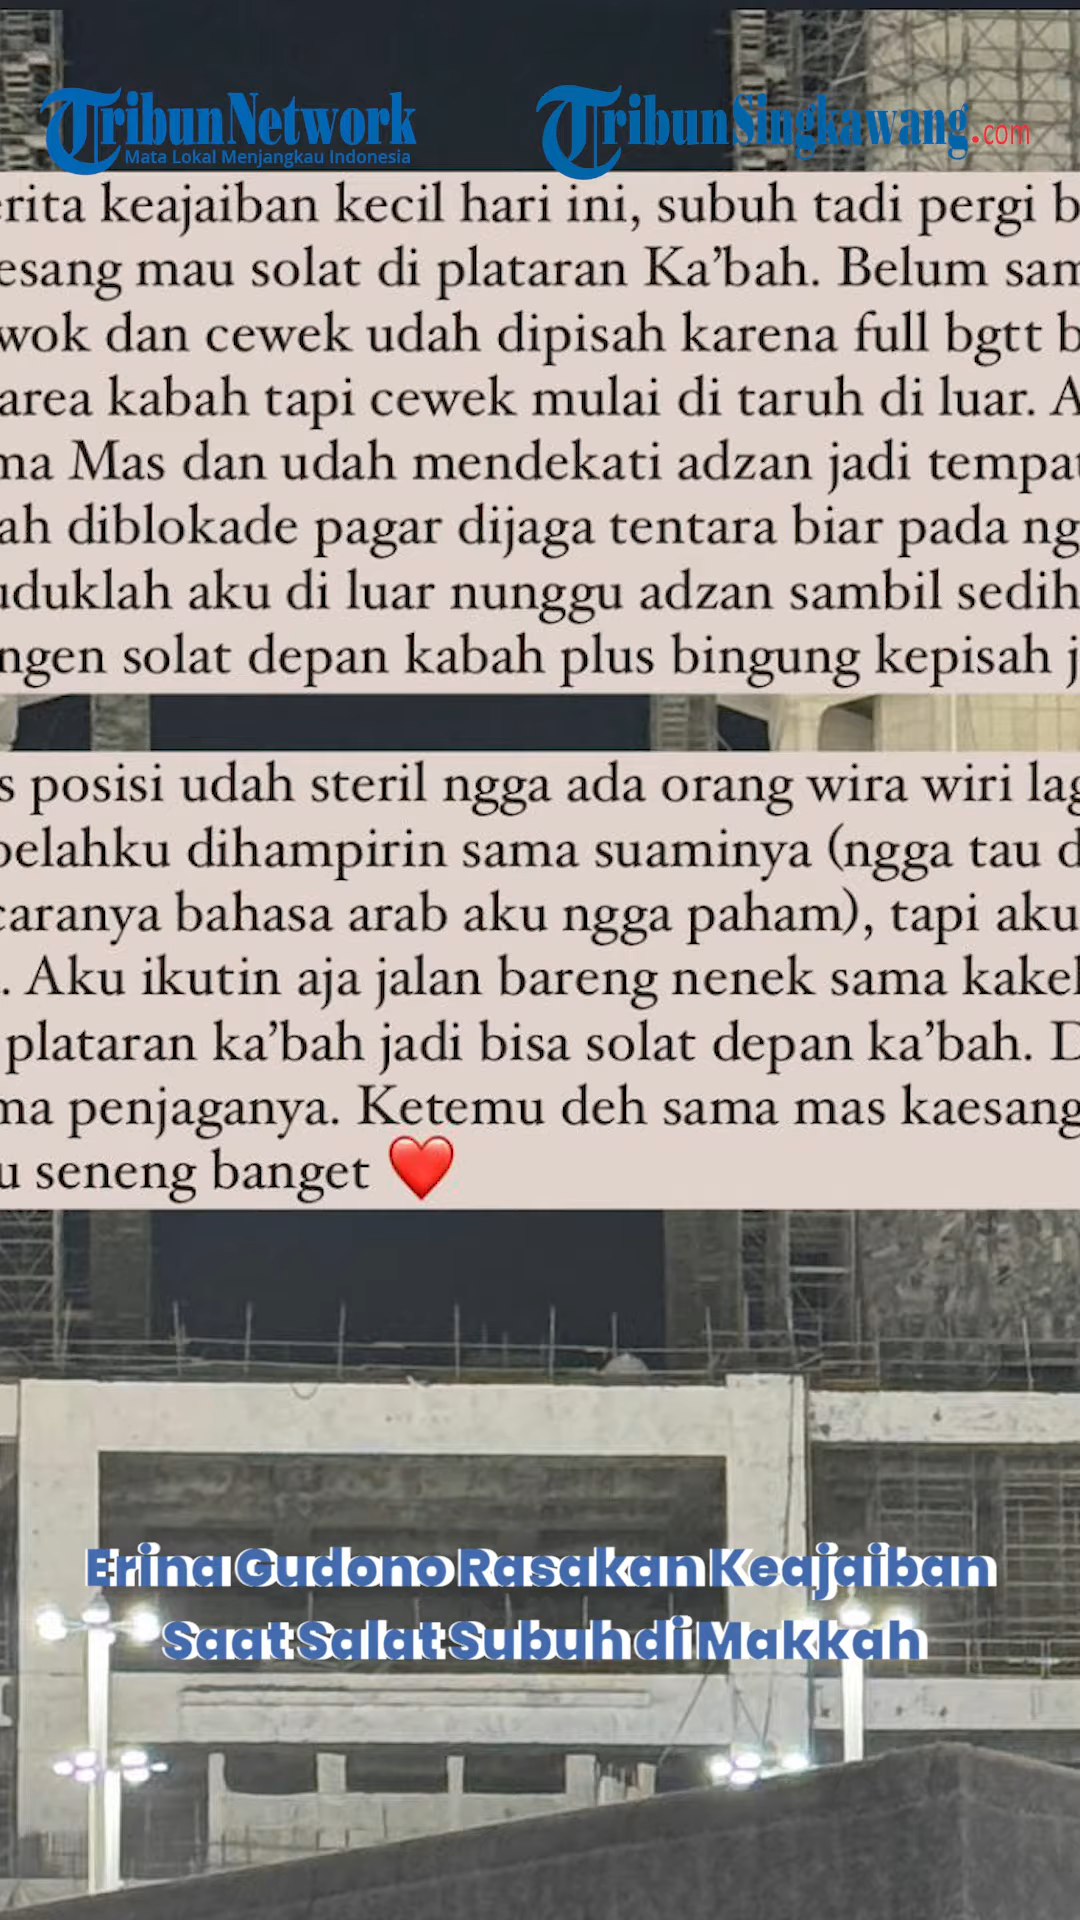 TribunNetwork
Mata Lokal Menjangkau Indonesia
TribunSingkawang.com
erita keajaiban kecil hari ini, subuh tadi pergi b
esang mau solat di plataran Ka’bah. Belum sam
wok dan cewek udah dipisah karena full bgtt b
area kabah tapi cewek mulai di taruh di luar. A
ma Mas dan udah mendekati adzan jadi tempat
ah diblokade pagar dijaga tentara biar pada ng
uduklah aku di luar nunggu adzan sambil sedih
ngen solat depan kabah plus bingung kepisah j
s posisi udah steril ngga ada orang wira wiri lag
belahku dihampirin sama suaminya (ngga tau d
caranya bahasa arab aku ngga paham), tapi aku
. Aku ikutin aja jalan bareng nenek sama kakek
plataran ka’bah jadi bisa solat depan ka’bah. D
ma penjaganya. Ketemu deh sama mas kaesang
u seneng banget ❤️
Erina Gudono Rasakan Keajaiban
Saat Salat Subuh di Makkah